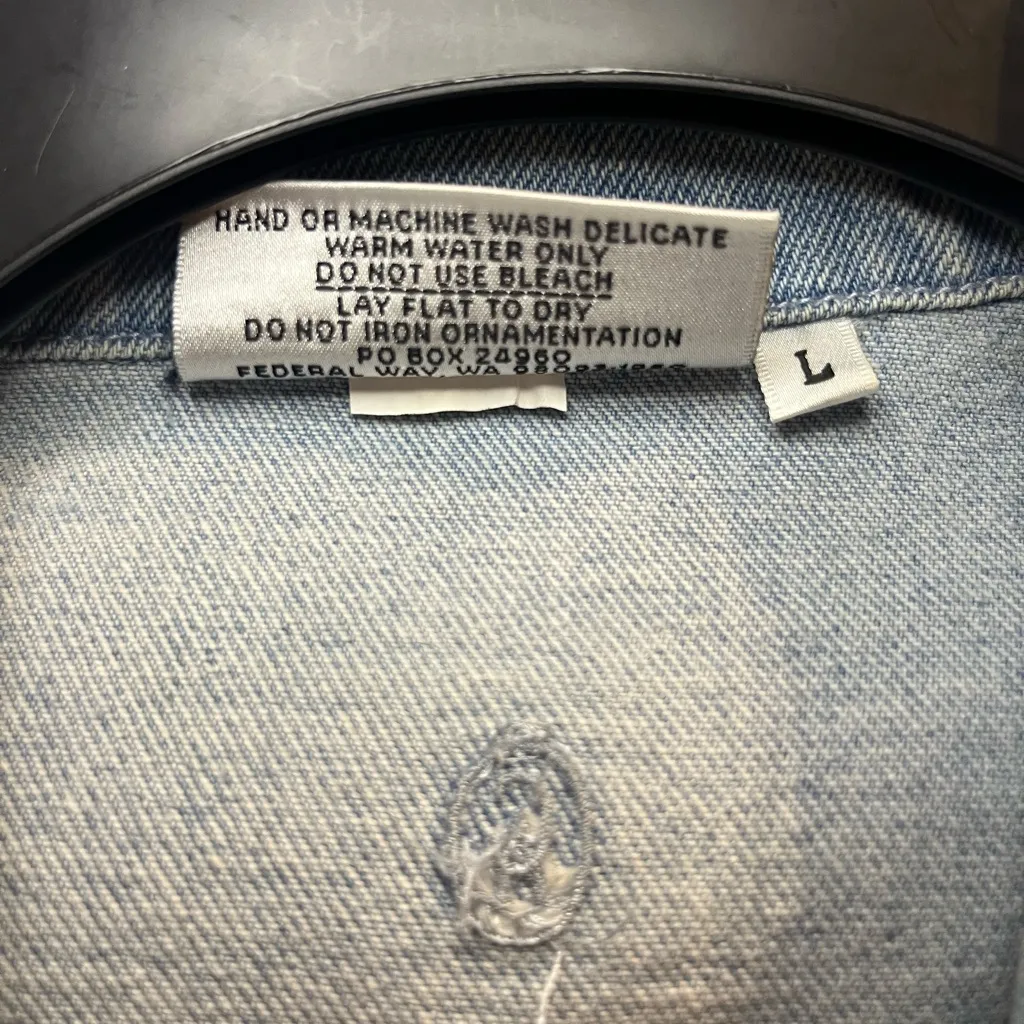 HAND OR MACHINE WASH DELICATE
WARM WATER ONLY
DO NOT USE BLEACH
LAY FLAT TO DRY
DO NOT IRON ORNAMENTATION
PO BOX 24960
FEDERAL WAY, WA
L